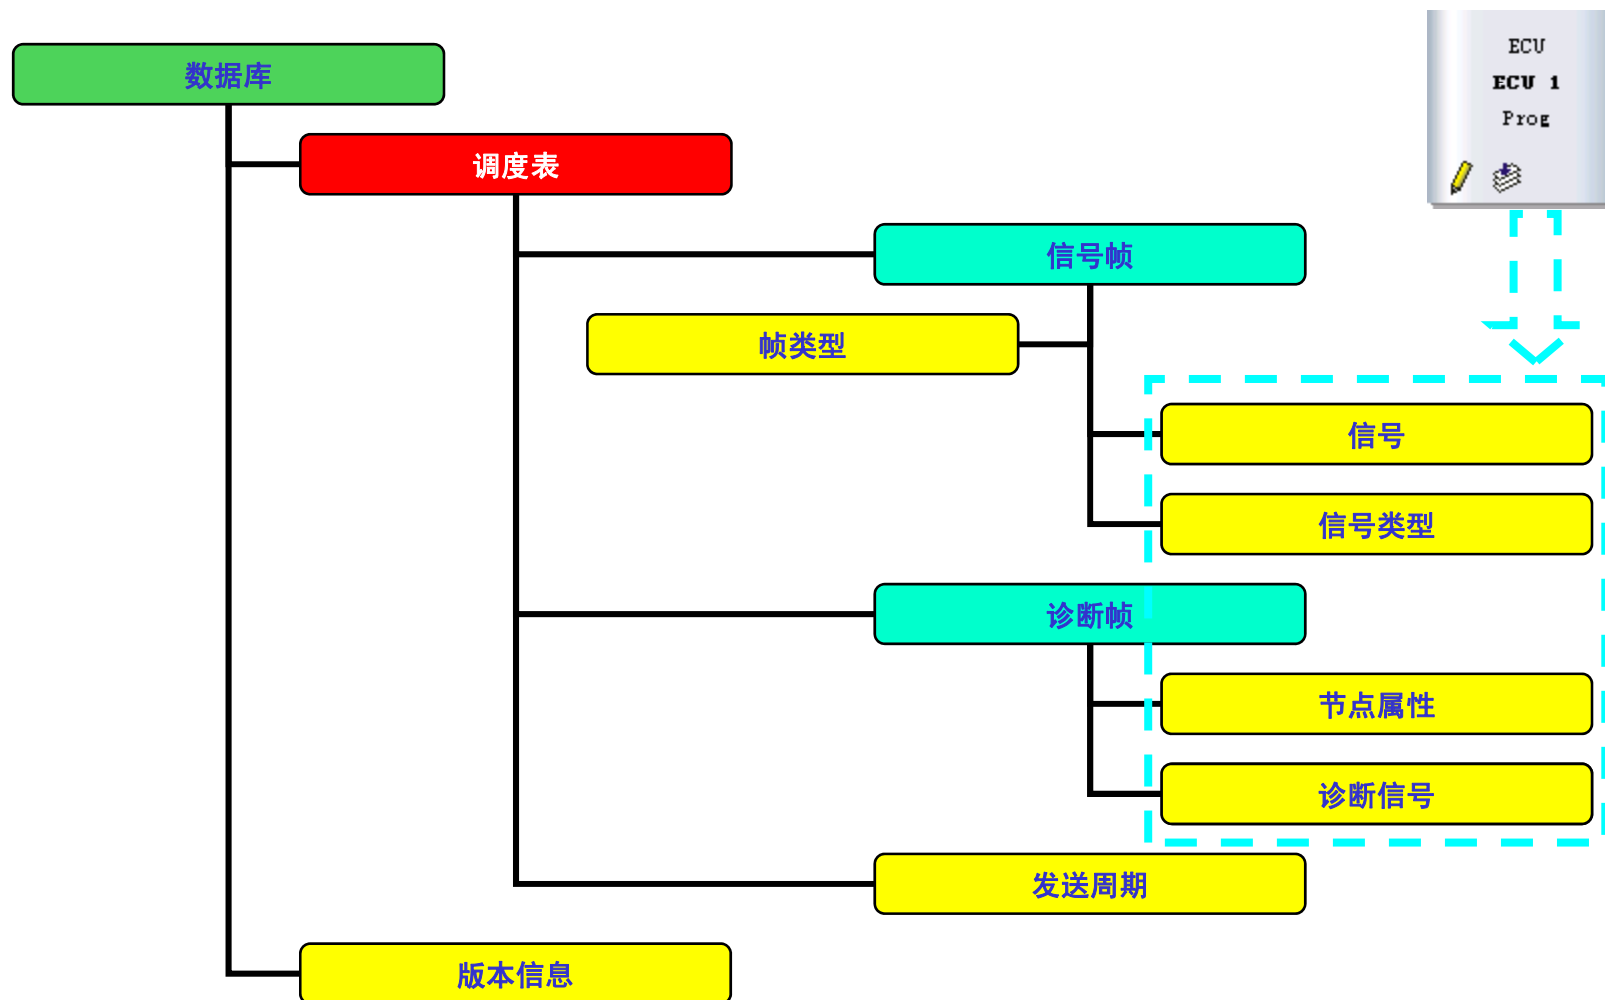 ECU
ECU 1
Prog
数据库
调度表
信号帧
帧类型
信号
信号类型
诊断帧
节点属性
诊断信号
发送周期
版本信息